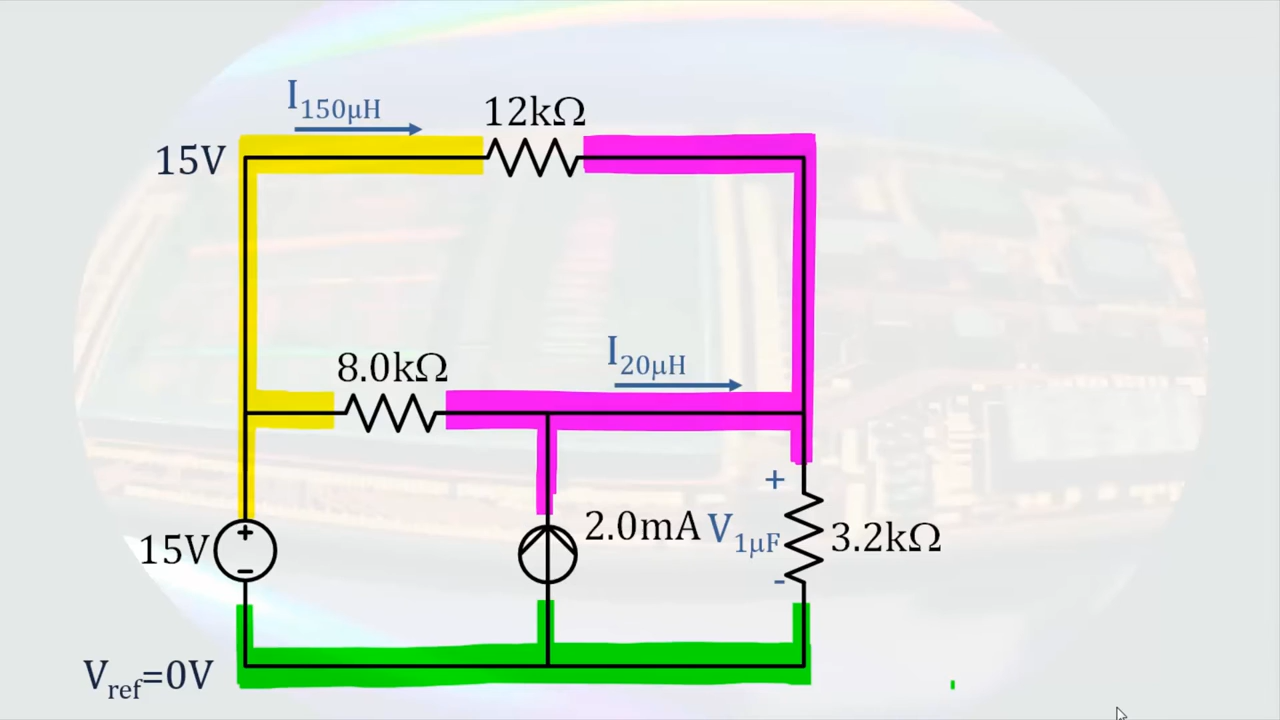 I150μH
12kΩ
15V
8.0kΩ
I20μH
+
15V
2.0mA
V1μF
3.2kΩ
-
Vref=0V